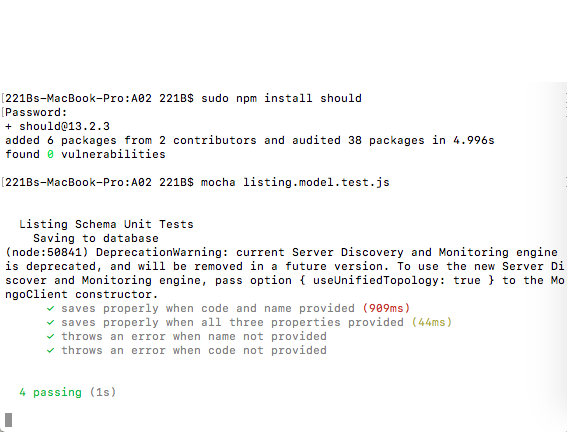 [221Bs-MacBook-Pro:A02 221B$ sudo npm install should
[Password:
+ should@13.2.3
added 6 packages from 2 contributors and audited 38 packages in 4.996s
found 0 vulnerabilities
[221Bs-MacBook-Pro:A02 221B$ mocha listing.model.test.js
Listing Schema Unit Tests
Saving to database
(node:50841) DeprecationWarning: current Server Discovery and Monitoring engine
is deprecated, and will be removed in a future version. To use the new Server Di
scover and Monitoring engine, pass option { useUnifiedTopology: true } to the Mo
ngoClient constructor.
✓ saves properly when code and name provided (909ms)
✓ saves properly when all three properties provided (44ms)
✓ throws an error when name not provided
✓ throws an error when code not provided
4 passing (1s)